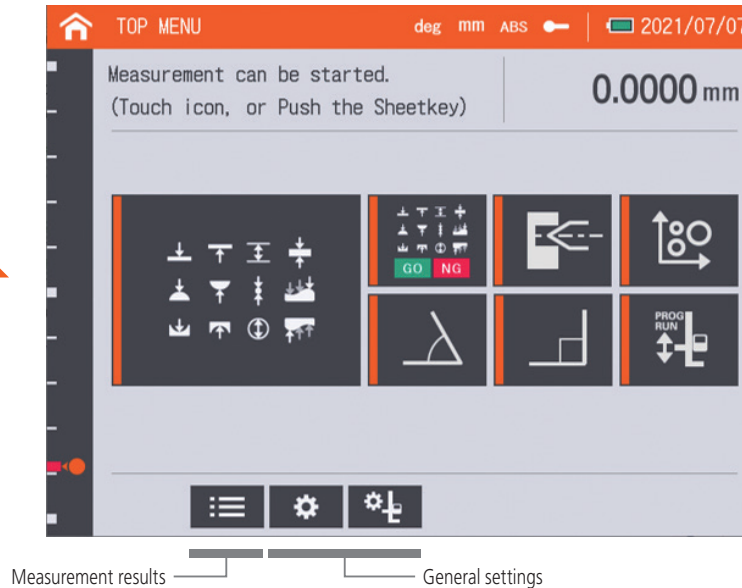 TOP MENU deg mm ABS 2021/07/07
Measurement can be started.
(Touch icon, or Push the Sheetkey)
0.0000 mm
GO NG
PROG
RUN
Measurement results
General settings